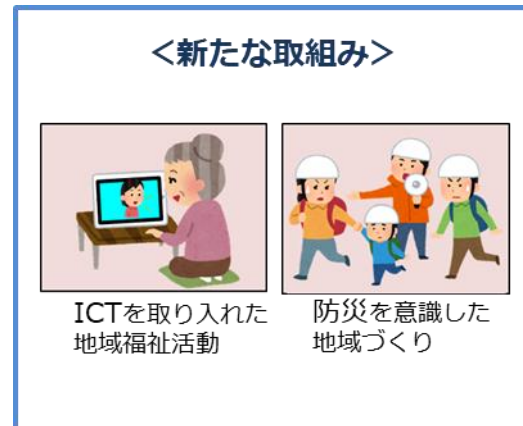 ＜新たな取組み＞
ICTを取り入れた
地域福祉活動
防災を意識した
地域づくり